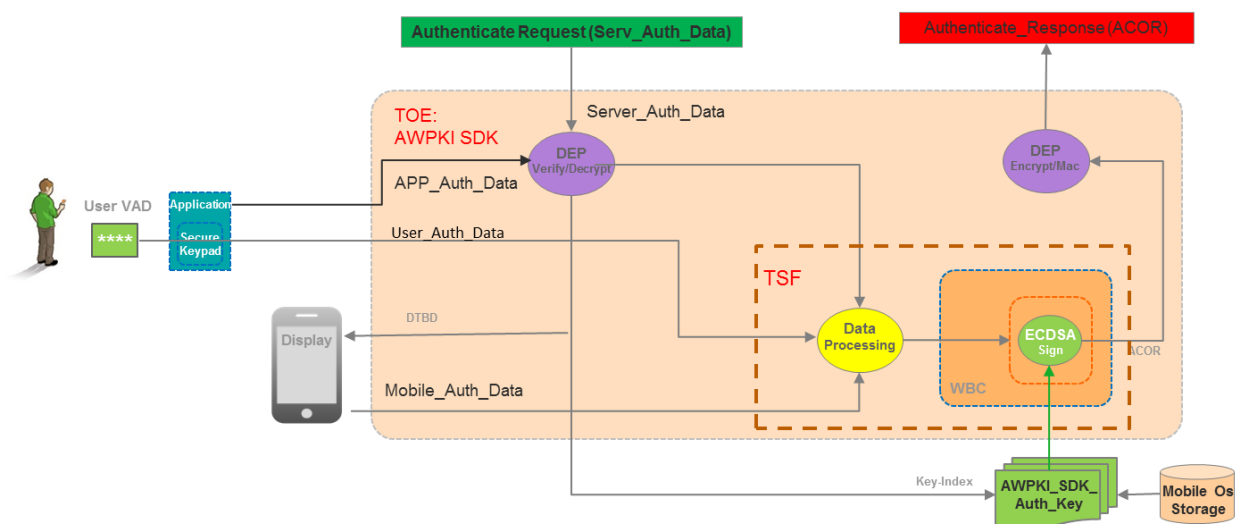 Authenticate Request (Serv_Auth_Data)
Authenticate_Response (ACOR)
TOE:
AWPKI SDK
Server_Auth_Data
DEP
Verify/Decrypt
DEP
Encrypt/Mac
APP_Auth_Data
User VAD
****
Application
Secure
Keypad
User_Auth_Data
TSF
DTBD
Display
Data
Processing
ECDSA
Sign
ACOR
WBC
Mobile_Auth_Data
Key-Index
AWPKI_SDK_
Auth_Key
Mobile Os
Storage